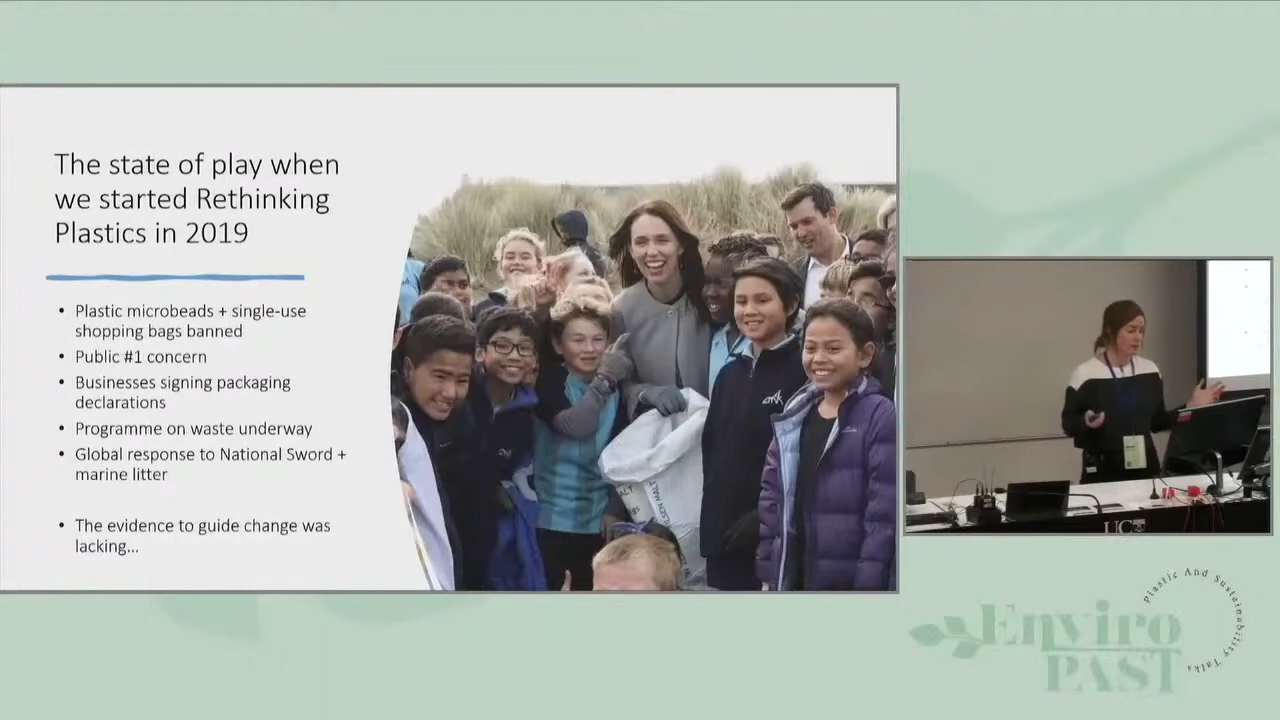 The state of play when
we started Rethinking
Plastics in 2019
• Plastic microbeads + single-use
shopping bags banned
• Public #1 concern
• Businesses signing packaging
declarations
• Programme on waste underway
• Global response to National Sword +
marine litter
• The evidence to guide change was
lacking...
UC
Plastic And Sustainability Talks
Enviro
PAST